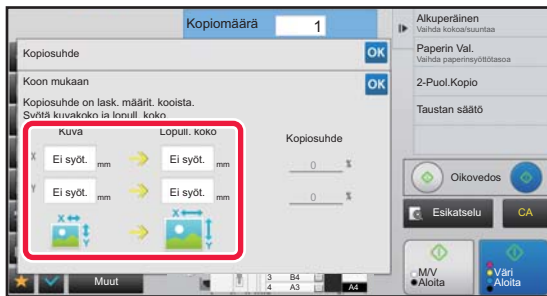 Kopiomäärä 1
Alkuperäinen
Vaihda kokoa/suuntaa
Kopiosuhde OK
Paperin Val.
Vaihda paperinsyöttötasoa
Koon mukaan OK
2-Puol.Kopio
Kopiosuhde on lask. määrit. kooista.
Syötä kuvakoko ja lopull. koko
Taustan säätö
Kuva Lopull. koko Kopiosuhde
X Ei syöt. mm Ei syöt. mm 0 %
Y Ei syöt. mm Ei syöt. mm 0 %
Oikovedos
X Y X Y
Esikatselu CA
Muut
3 B4
4 A3 A4
M/V
Aloita
Väri
Aloita